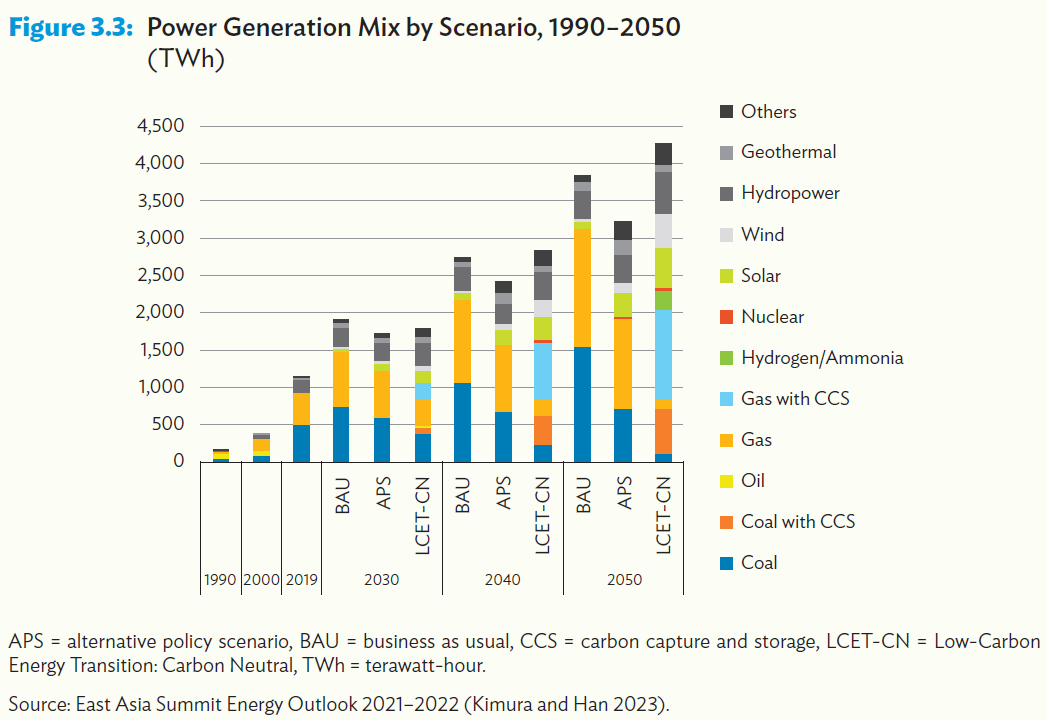 Figure 3.3: Power Generation Mix by Scenario, 1990–2050
(TWh)
4,500
4,000
3,500
3,000
2,500
2,000
1,500
1,000
500
0
BAU
APS
LCET-CN
BAU
APS
LCET-CN
BAU
APS
LCET-CN
1990
2000
2019
2030
2040
2050
Others
Geothermal
Hydropower
Wind
Solar
Nuclear
Hydrogen/Ammonia
Gas with CCS
Gas
Oil
Coal with CCS
Coal
APS = alternative policy scenario, BAU = business as usual, CCS = carbon capture and storage, LCET-CN = Low-Carbon
Energy Transition: Carbon Neutral, TWh = terawatt-hour.
Source: East Asia Summit Energy Outlook 2021–2022 (Kimura and Han 2023).